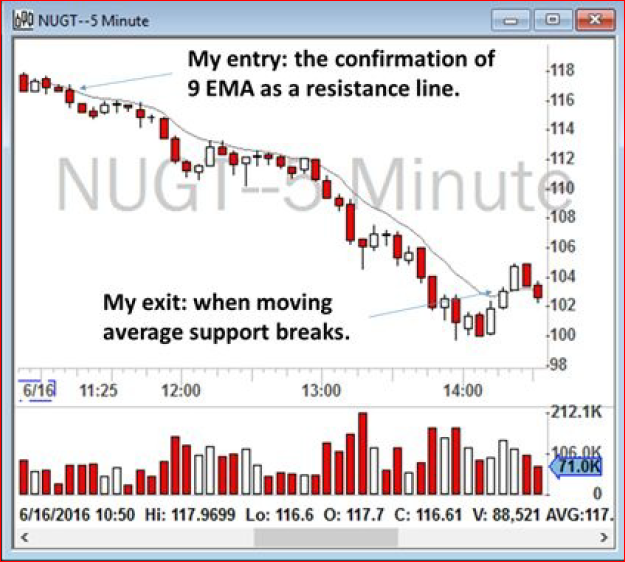 NUGT--5 Minute
My entry: the confirmation of
9 EMA as a resistance line.
NUGT--5 Minute
My exit: when moving
average support breaks.
118
116
114
112
110
108
106
104
102
100
98
6/16 11:25 12:00 13:00 14:00
212.1K
106.0K
71.0K
0
6/16/2016 10:50 Hi: 117.9699 Lo: 116.6 O: 117.7 C: 116.61 V: 88,521 AVG:117.